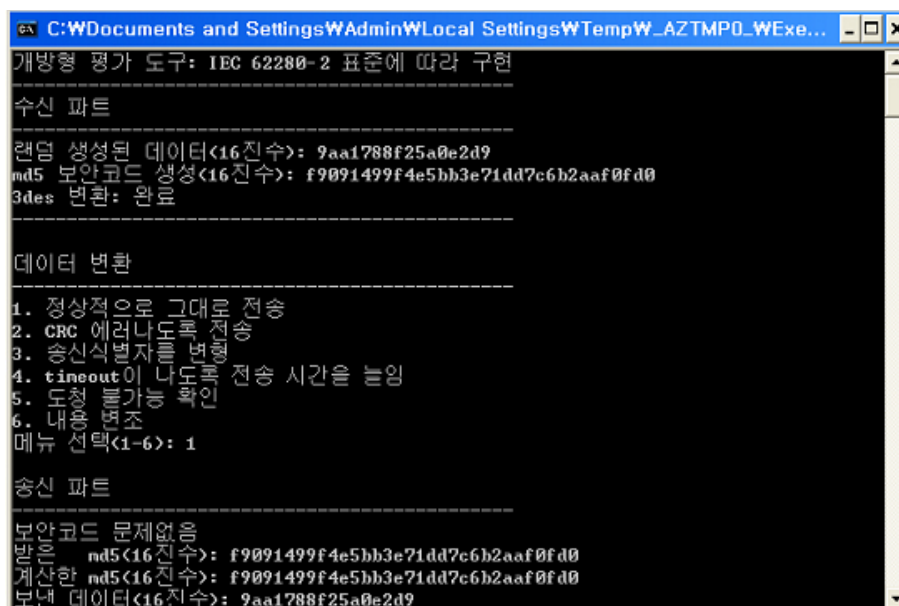 C:₩Documents and Settings₩Admin₩Local Settings₩Temp₩_AZTMP0_₩Exe...
개방형 평가 도구: IEC 62280-2 표준에 따라 구현
--------------------------------------------------
수신 파트
--------------------------------------------------
랜덤 생성된 데이터(16진수): 9aa1788f25a0e2d9
md5 보안코드 생성(16진수): f9091499f4e5bb3e71dd7c6b2aaf0fd0
3des 변환: 완료
--------------------------------------------------
데이터 변환
--------------------------------------------------
1. 정상적으로 그대로 전송
2. CRC 에러나도록 전송
3. 송신식별자를 변형
4. timeout이 나도록 전송 시간을 늘임
5. 도청 불가능 확인
6. 내용 변조
메뉴 선택(1-6): 1
송신 파트
--------------------------------------------------
보안코드 문제없음
받은 md5(16진수): f9091499f4e5bb3e71dd7c6b2aaf0fd0
계산한 md5(16진수): f9091499f4e5bb3e71dd7c6b2aaf0fd0
보낸 데이터(16진수): 9aa1788f25a0e2d9